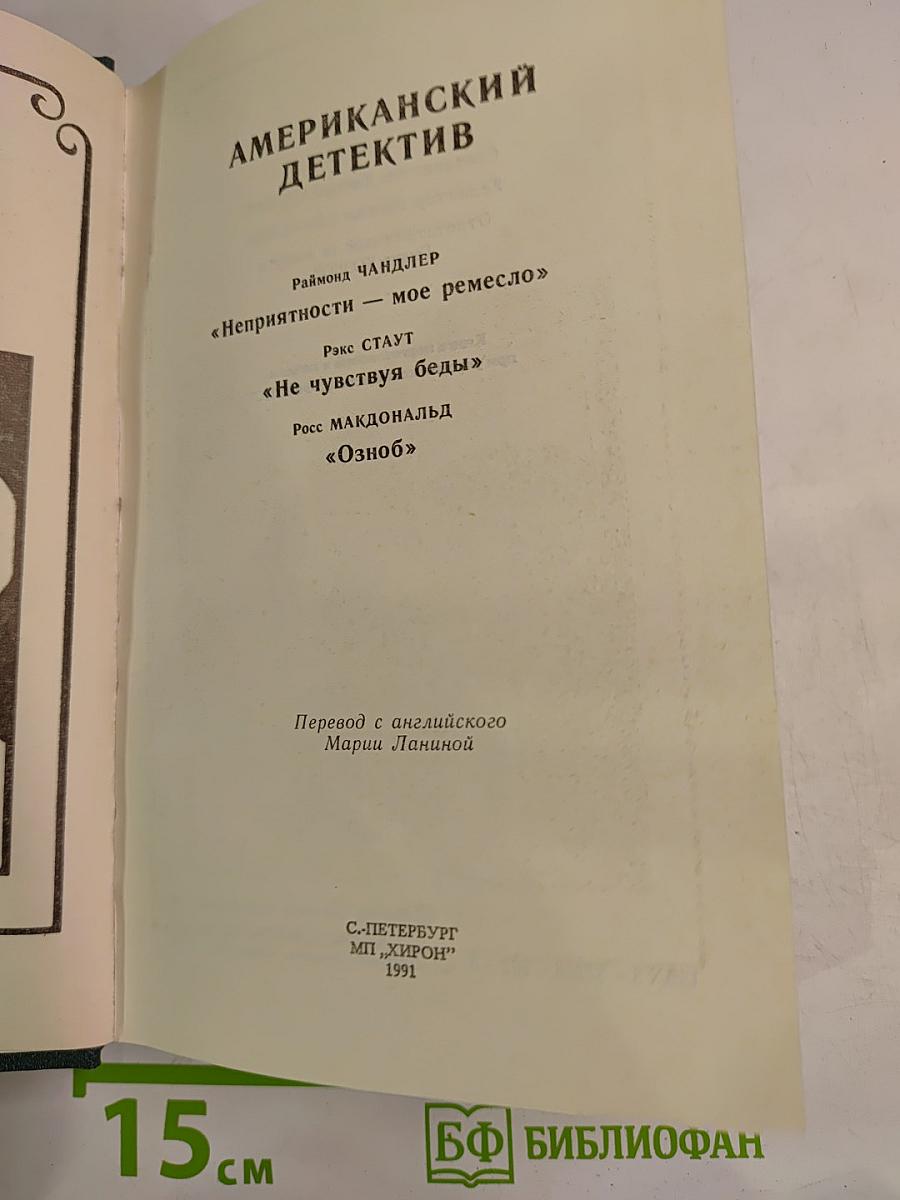 АМЕРИКАНСКИЙ
ДЕТЕКТИВ
Раймонд ЧАНДЛЕР
«Неприятности — мое ремесло»
Рэкс СТАУТ
«Не чувствуя беды»
Росс МАКДОНАЛЬД
«Озноб»
Перевод с английского
Марии Ланиной
С.-ПЕТЕРБУРГ
МП „ХИРОН”
1991
15 см
БФ БИБЛИОФАН